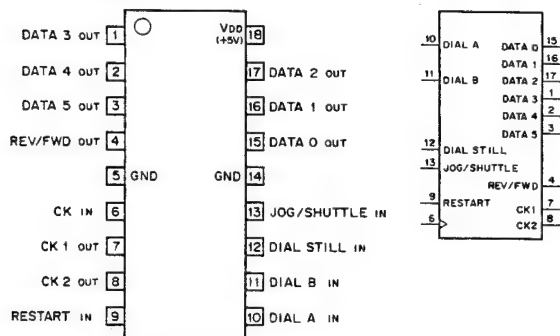 DATA 3 OUT 1
VDD (+5V) 18
DATA 4 OUT 2
17 DATA 2 OUT
DATA 5 OUT 3
16 DATA 1 OUT
REV/FWD OUT 4
15 DATA 0 OUT
5 GND
GND 14
CK IN 6
13 JOG/SHUTTLE IN
CK 1 OUT 7
12 DIAL STILL IN
CK 2 OUT 8
11 DIAL B IN
RESTART IN 9
10 DIAL A IN
10 DIAL A
DATA 0 15
DATA 1 16
11 DIAL B
DATA 2 17
DATA 3 1
DATA 4 2
DATA 5 3
12 DIAL STILL
13 JOG/SHUTTLE
REV/FWD 4
9 RESTART
CK1 7
6
CK2 8